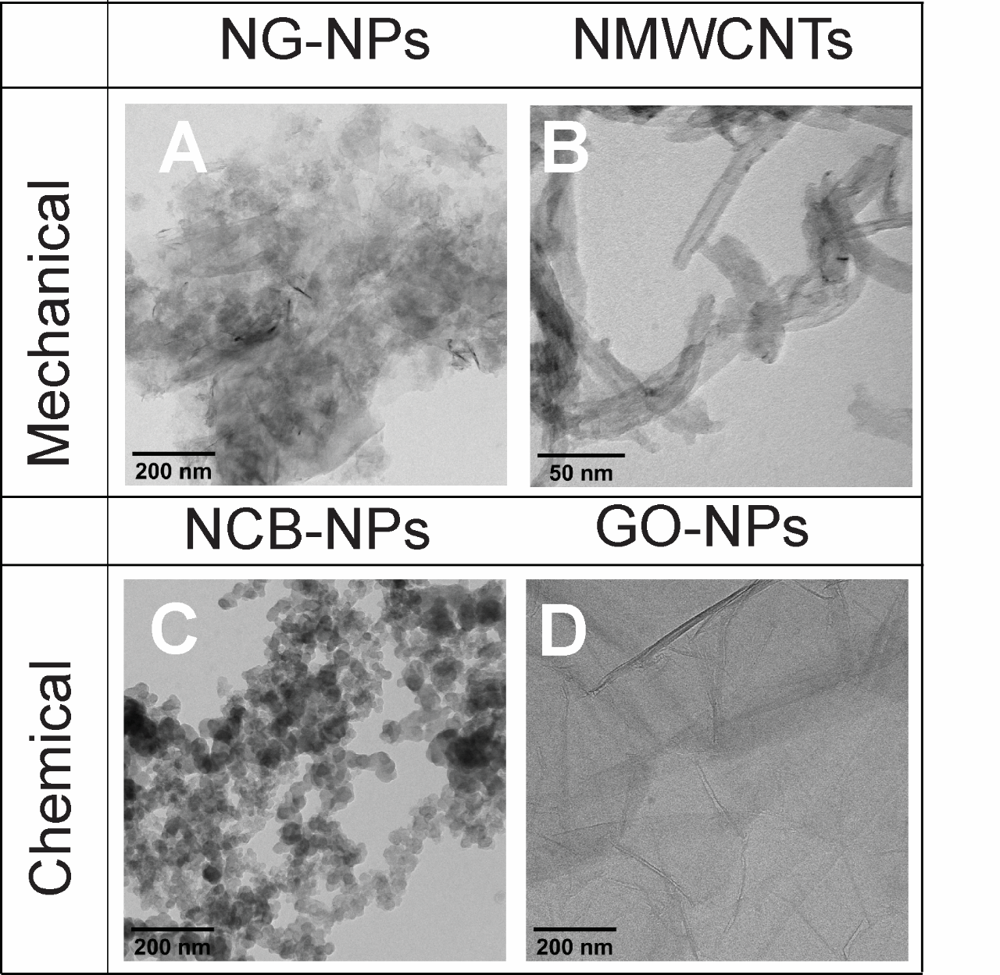 NG-NPs
NMWCNTs
Mechanical
A
200 nm
B
50 nm
NCB-NPs
GO-NPs
Chemical
C
200 nm
D
200 nm